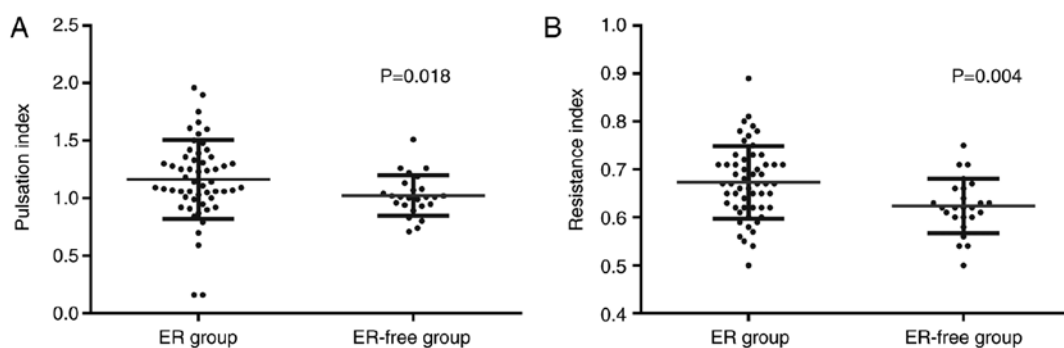 A
Pulsation index
2.5
2.0
1.5
1.0
0.5
0.0
P=0.018
ER group
ER-free group
B
Resistance index
1.0
0.9
0.8
0.7
0.6
0.5
0.4
P=0.004
ER group
ER-free group